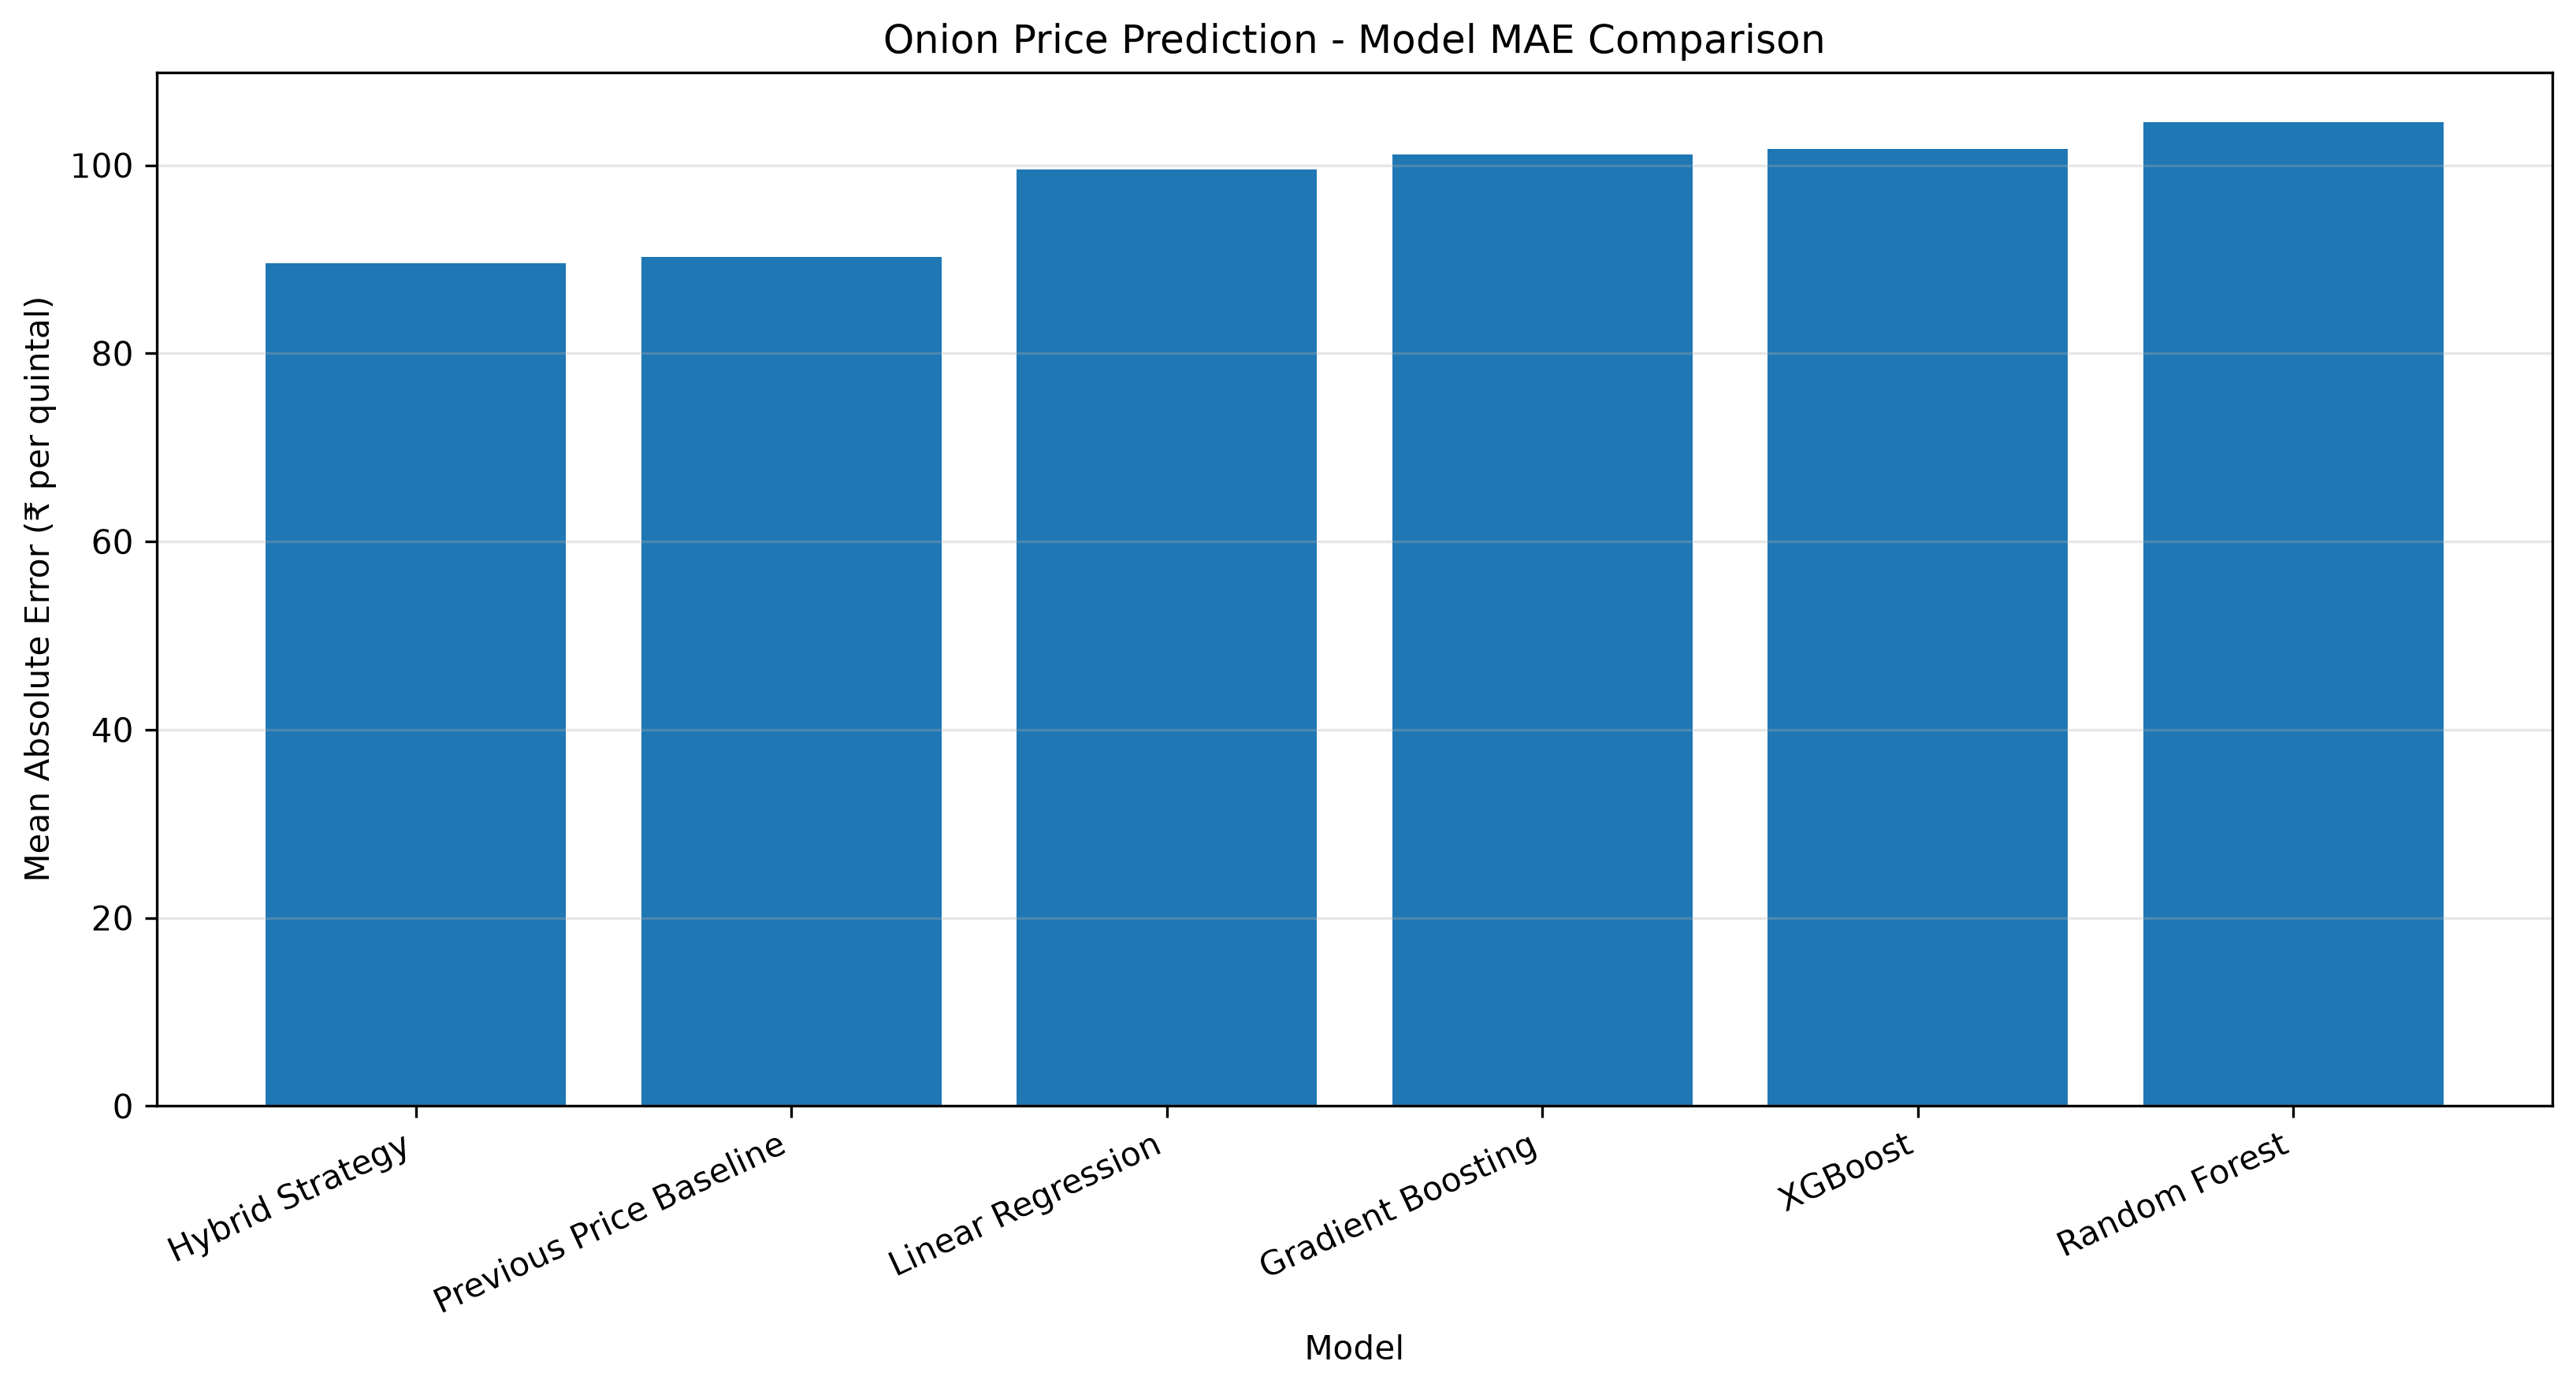 Onion Price Prediction - Model MAE Comparison
Mean Absolute Error (₹ per quintal)
100
80
60
40
20
0
Hybrid Strategy
Previous Price Baseline
Linear Regression
Gradient Boosting
XGBoost
Random Forest
Model